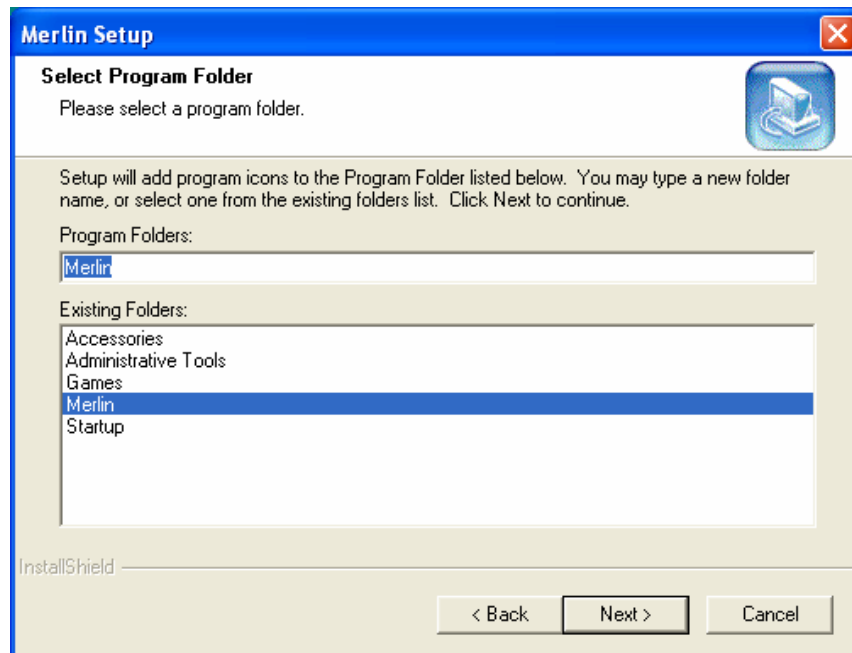 Merlin Setup
Select Program Folder
Please select a program folder.
Setup will add program icons to the Program Folder listed below.  You may type a new folder
name, or select one from the existing folders list.  Click Next to continue.
Program Folders:
Merlin
Existing Folders:
Accessories
Administrative Tools
Games
Merlin
Startup
InstallShield
< Back
Next >
Cancel